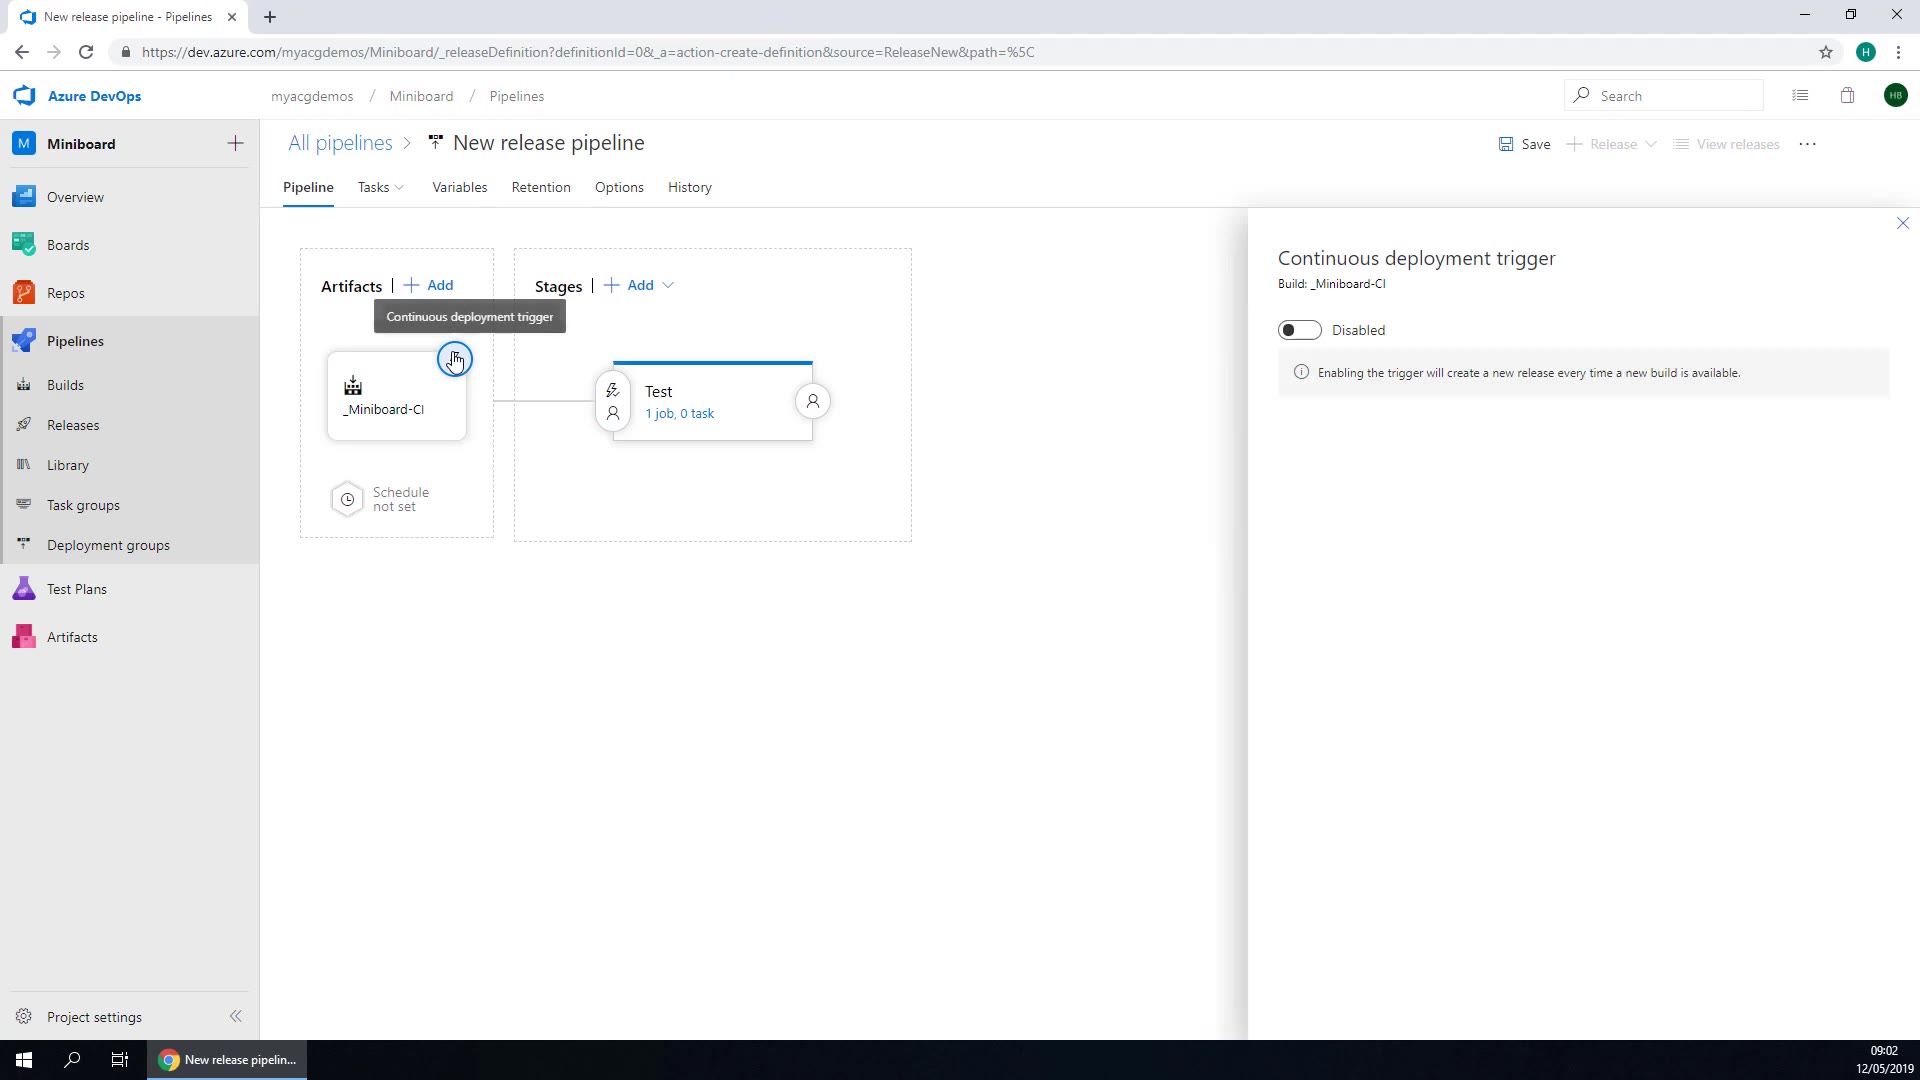 New release pipeline - Pipelines
https://dev.azure.com/myacgdemos/Miniboard/_releaseDefinition?definitionId=0&_a=action-create-definition&source=ReleaseNew&path=%5C
H
Azure DevOps
myacgdemos / Miniboard / Pipelines
Search
HB
M Miniboard
All pipelines > New release pipeline
Save
Release
View releases
Pipeline Tasks Variables Retention Options History
Overview
Boards
Repos
Pipelines
Builds
Releases
Library
Task groups
Deployment groups
Test Plans
Artifacts
Project settings
Artifacts | + Add
Continuous deployment trigger
_Miniboard-CI
Schedule
not set
Stages | + Add
Test
1 job, 0 task
Continuous deployment trigger
Build: _Miniboard-CI
Disabled
Enabling the trigger will create a new release every time a new build is available.
New release pipelin...
09:02
12/05/2019